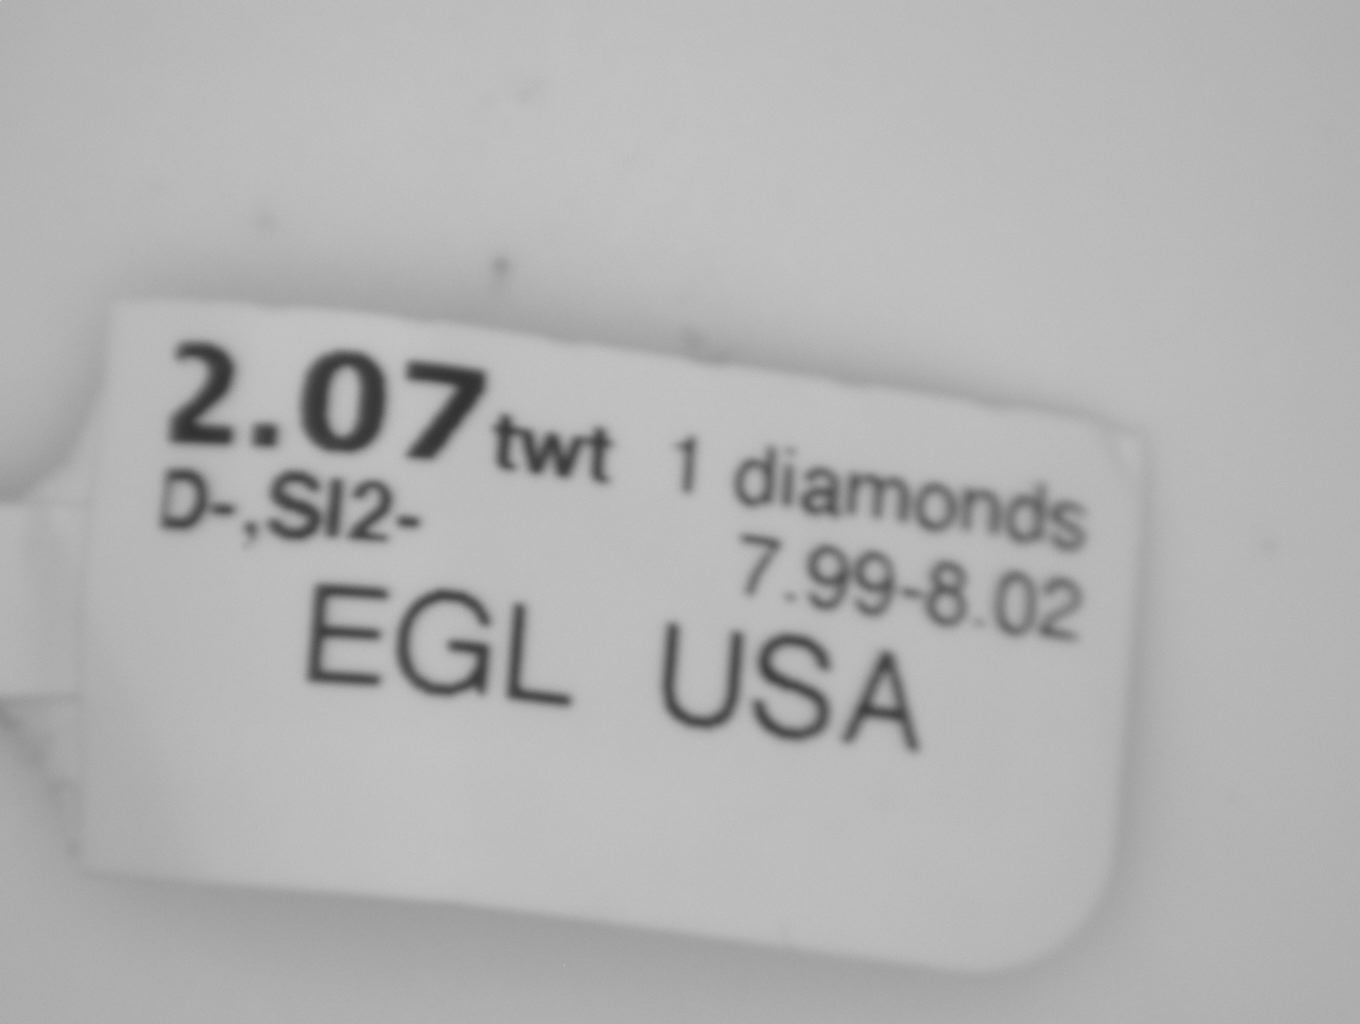 2.07twt 1 diamonds
D-,SI2-
7.99-8.02
EGL USA